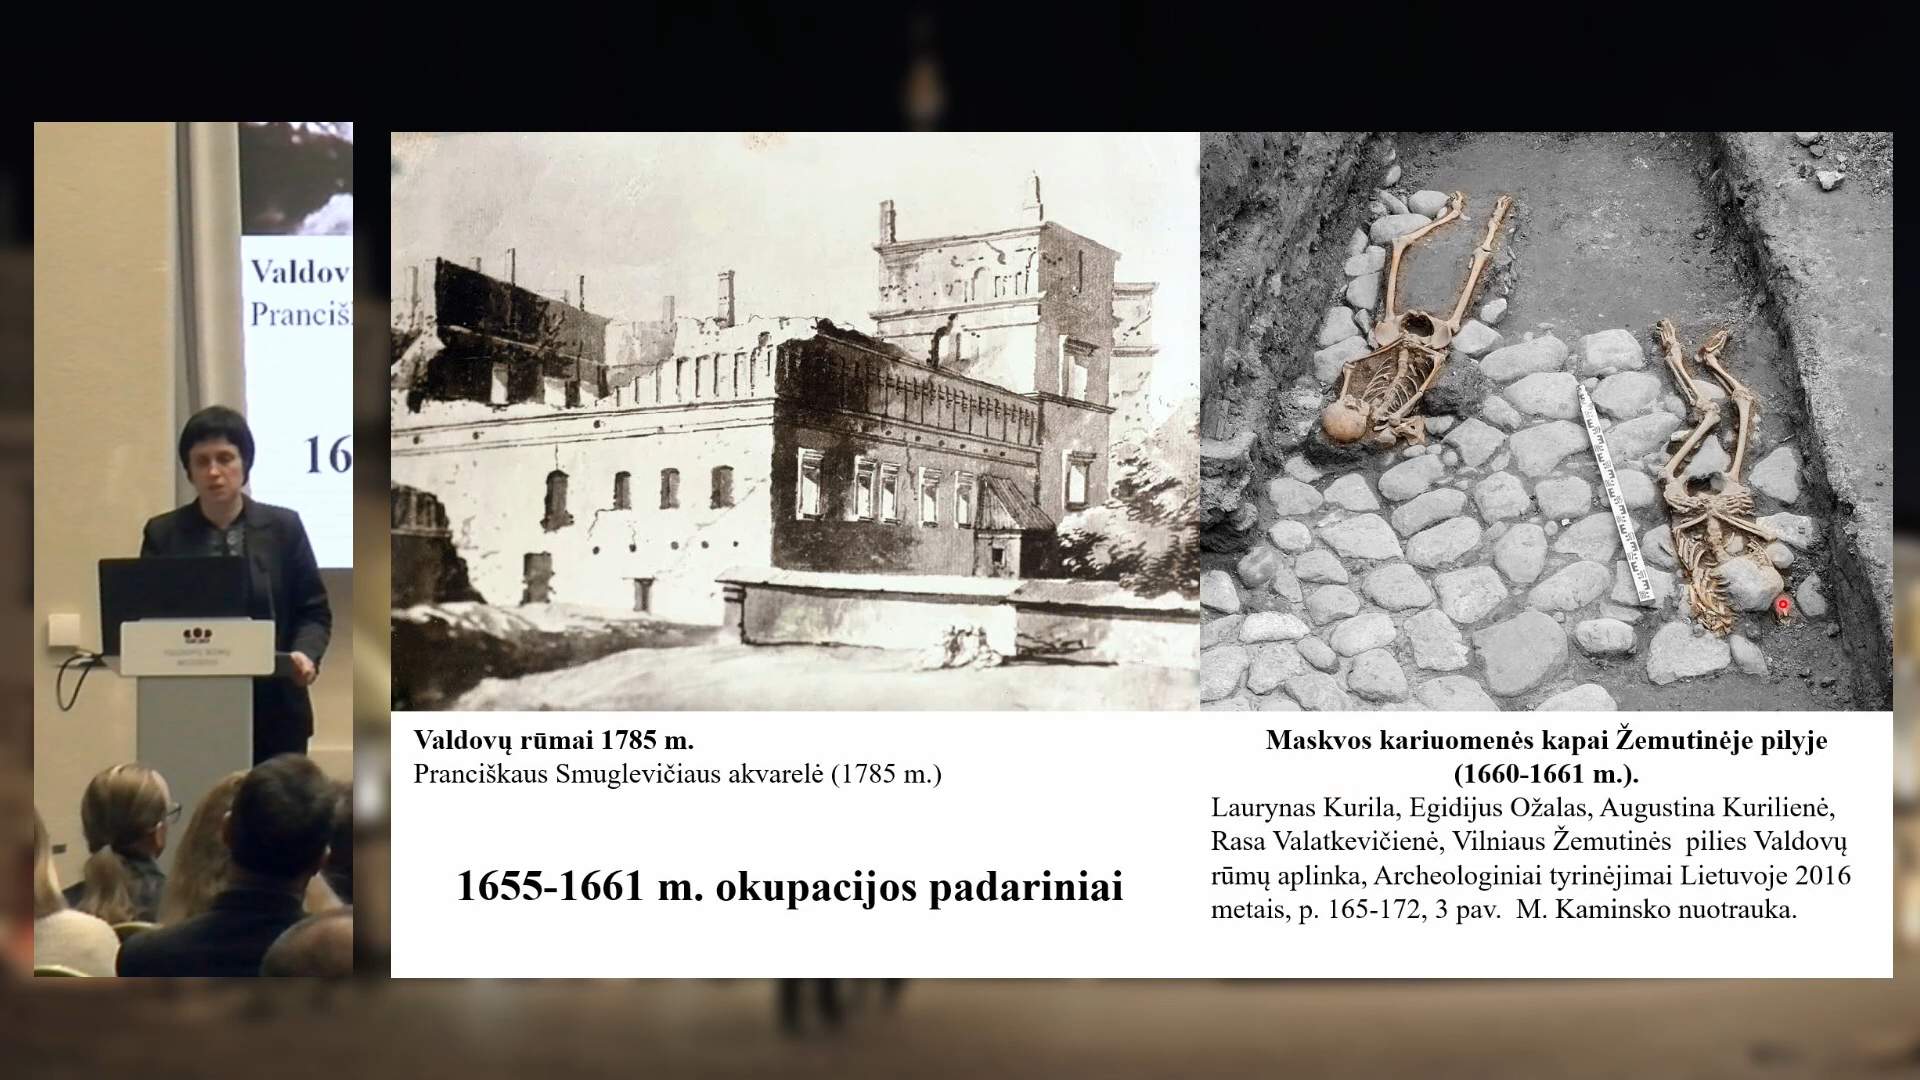 Valdov
Prancišk
16
Valdovų rūmai 1785 m.
Pranciškaus Smuglevičiaus akvarelė (1785 m.)
1655-1661 m. okupacijos padariniai
Maskvos kariuomenės kapai Žemutinėje pilyje
(1660-1661 m.).
Laurynas Kurila, Egidijus Ožalas, Augustina Kurilienė,
Rasa Valatkevičienė, Vilniaus Žemutinės pilies Valdovų
rūmų aplinka, Archeologiniai tyrinėjimai Lietuvoje 2016
metais, p. 165-172, 3 pav. M. Kaminsko nuotrauka.